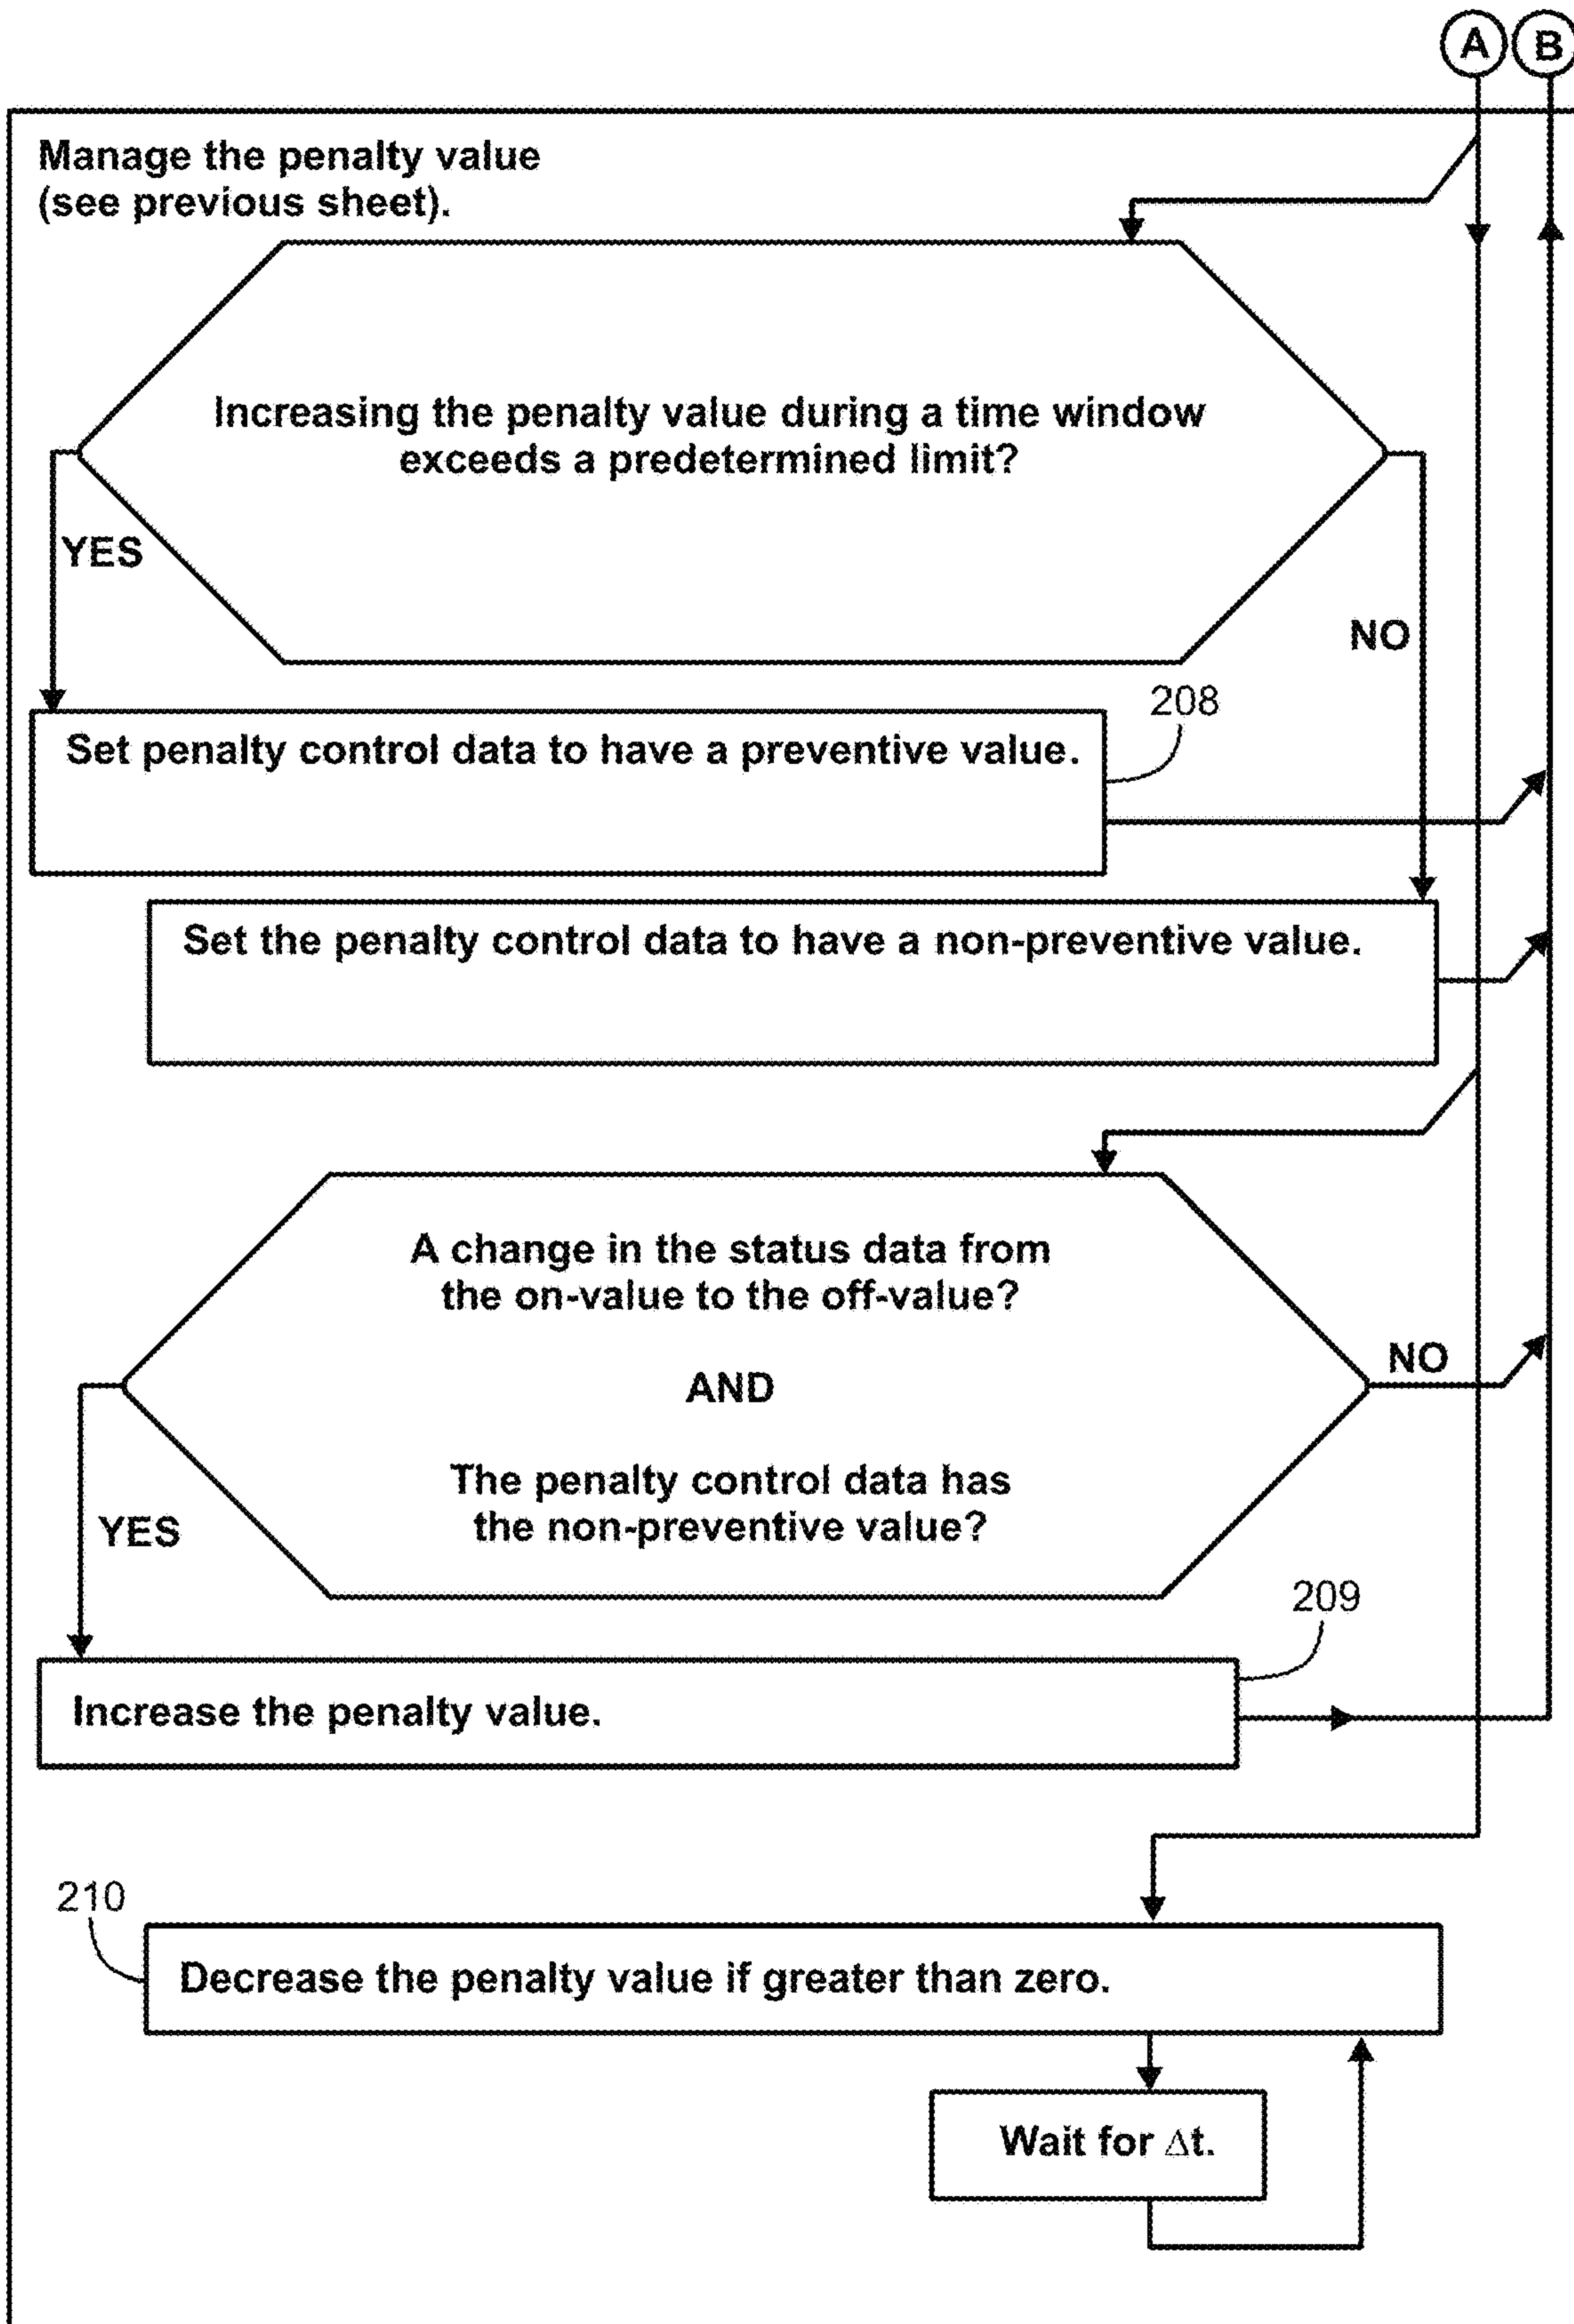 A B
Manage the penalty value
(see previous sheet).
Increasing the penalty value during a time window
exceeds a predetermined limit?
YES
NO
208
Set penalty control data to have a preventive value.
Set the penalty control data to have a non-preventive value.
A change in the status data from
the on-value to the off-value?
NO
AND
The penalty control data has
the non-preventive value?
YES
209
Increase the penalty value.
210
Decrease the penalty value if greater than zero.
Wait for Δt.